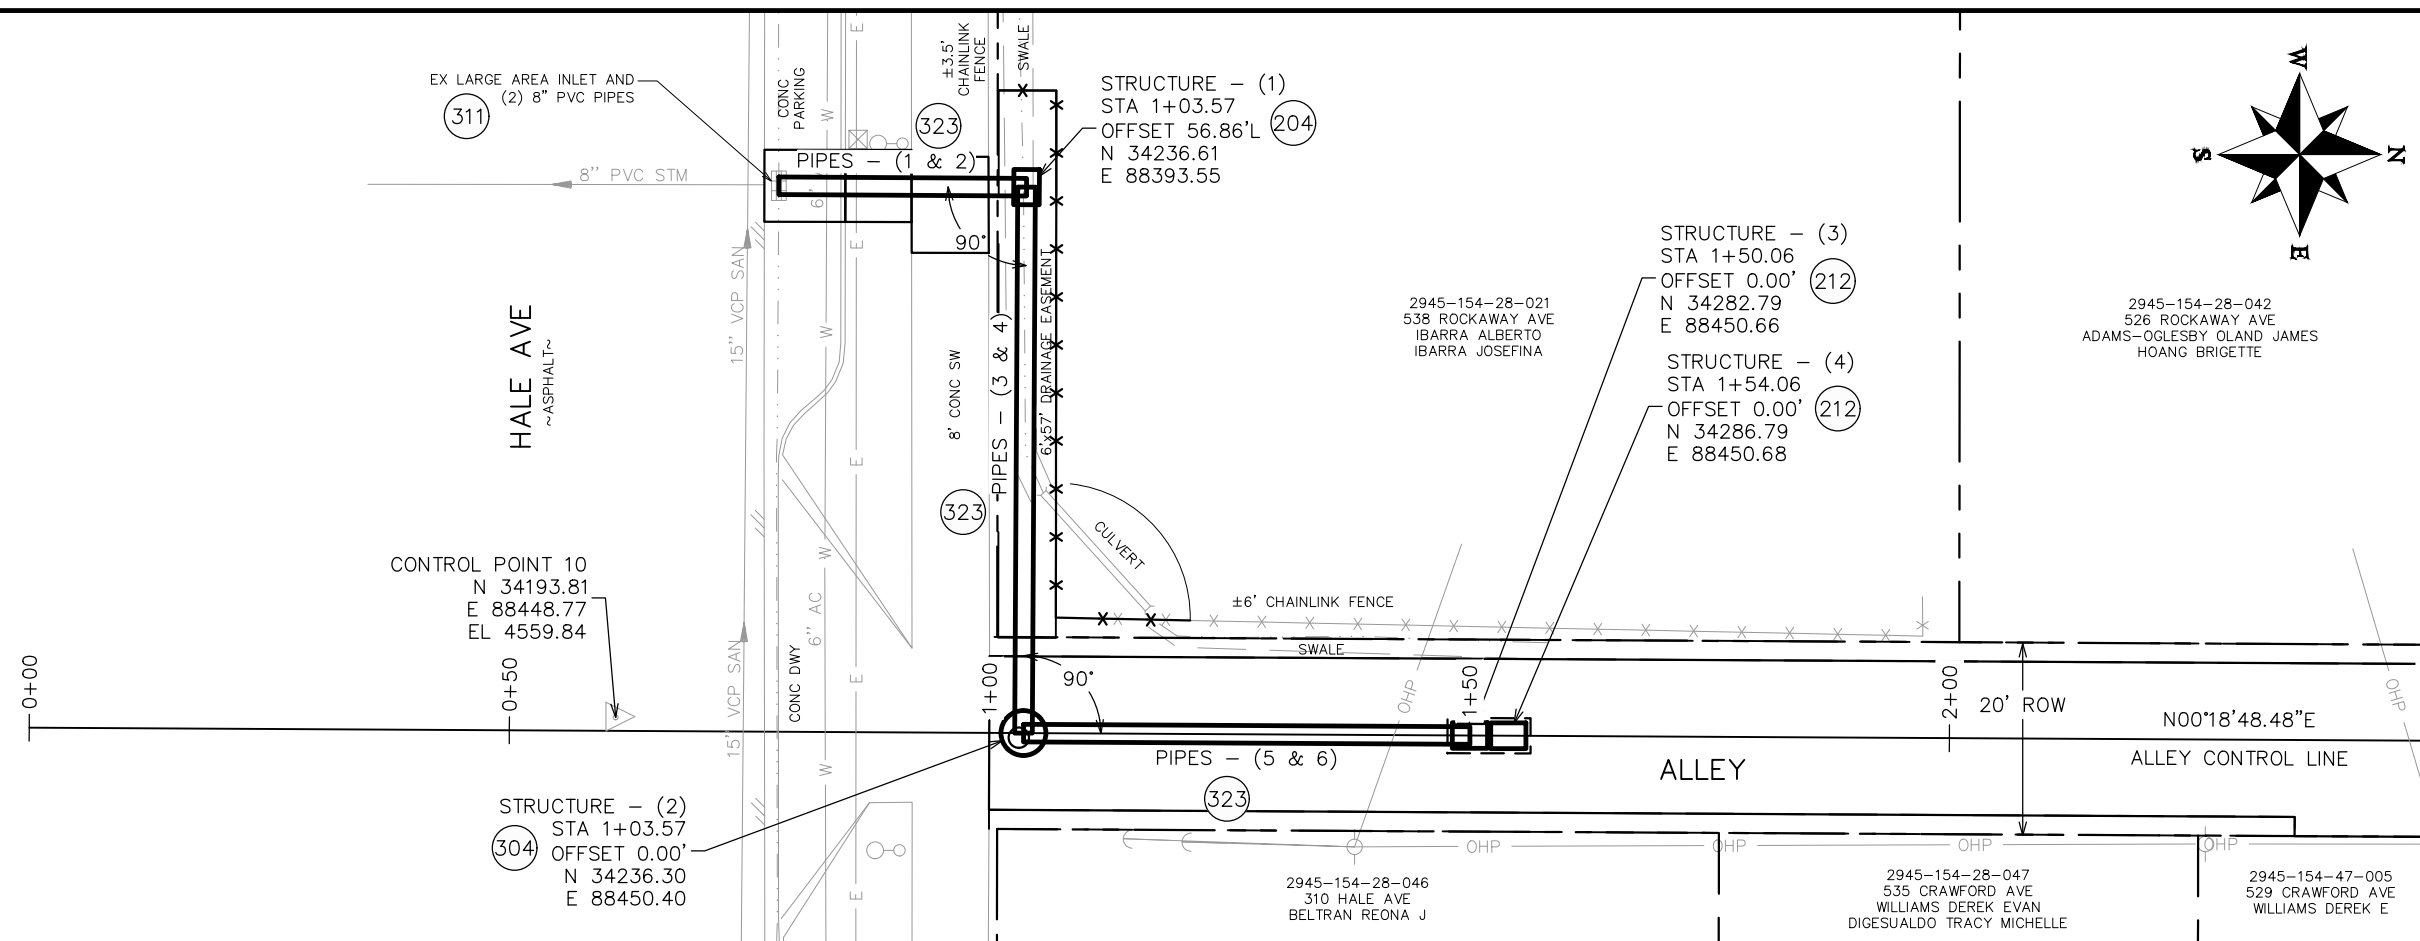 EX LARGE AREA INLET AND
(2) 8" PVC PIPES
311
CONC
PARKING
W
E
±3.5'
CHAINLINK
FENCE
SWALE
323
PIPES - (1 & 2)
STRUCTURE - (1)
STA 1+03.57
OFFSET 56.86'L
N 34236.61
E 88393.55
204
8" PVC STM
6"
W
E
90°
15" VCP SAN
W
E
HALE AVE
~ASPHALT~
8' CONC SW
PIPES - (3 & 4)
6'x57' DRAINAGE EASEMENT
323
STRUCTURE - (3)
STA 1+50.06
OFFSET 0.00'
N 34282.79
E 88450.66
212
STRUCTURE - (4)
STA 1+54.06
OFFSET 0.00'
N 34286.79
E 88450.68
212
2945-154-28-021
538 ROCKAWAY AVE
IBARRA ALBERTO
IBARRA JOSEFINA
2945-154-28-042
526 ROCKAWAY AVE
ADAMS-OGLESBY OLAND JAMES
HOANG BRIGETTE
W
N
S
E
CULVERT
CONTROL POINT 10
N 34193.81
E 88448.77
EL 4559.84
W
6" AC
E
15" VCP SAN
CONC DWY
W
E
±6' CHAINLINK FENCE
SWALE
90°
OHP
OHP
0+00
0+50
1+00
1+50
2+00
20' ROW
N00°18'48.48"E
ALLEY CONTROL LINE
ALLEY
PIPES - (5 & 6)
323
STRUCTURE - (2)
STA 1+03.57
OFFSET 0.00'
N 34236.30
E 88450.40
304
OHP
OHP
OHP
OHP
2945-154-28-046
310 HALE AVE
BELTRAN REONA J
2945-154-28-047
535 CRAWFORD AVE
WILLIAMS DEREK EVAN
DIGESUALDO TRACY MICHELLE
2945-154-47-005
529 CRAWFORD AVE
WILLIAMS DEREK E